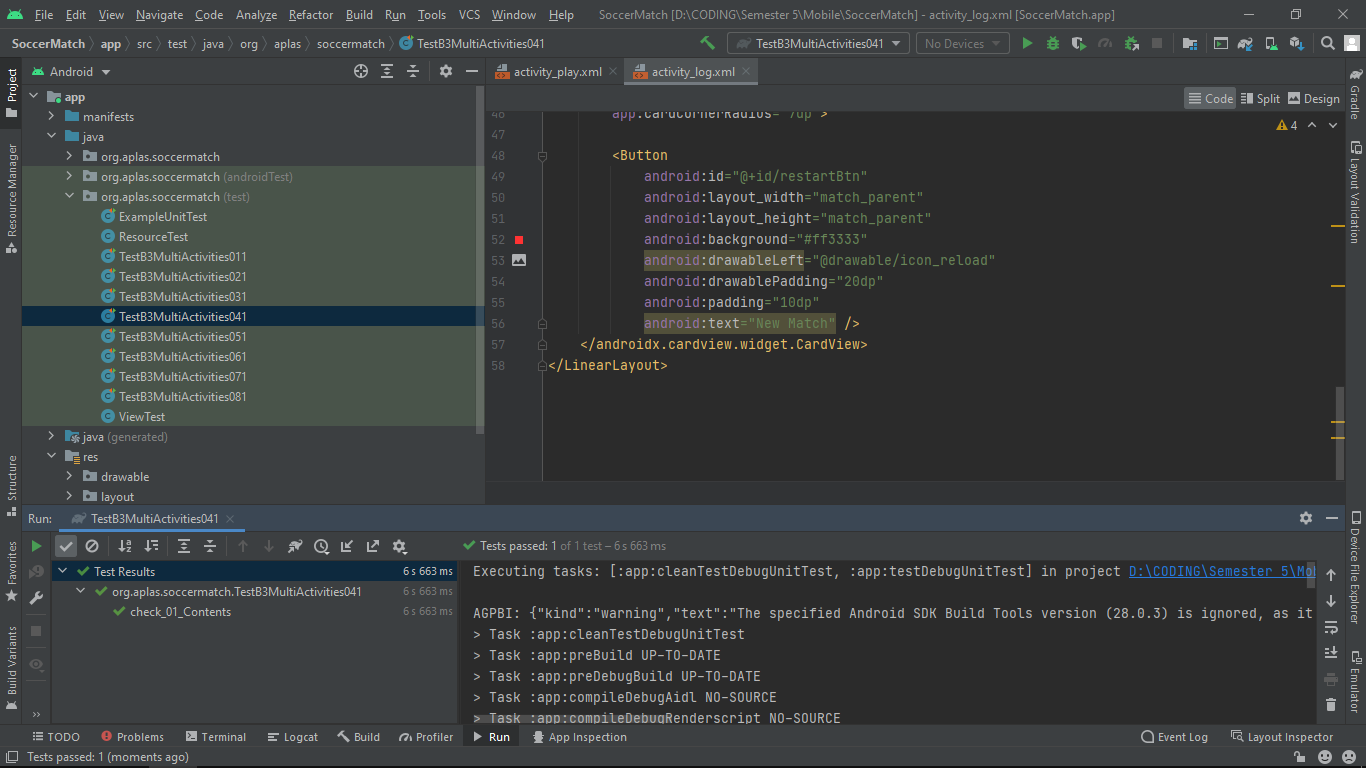 File Edit View Navigate Code Analyze Refactor Build Run Tools VCS Window Help SoccerMatch [D:\CODING\Semester 5\Mobile\SoccerMatch] - activity_log.xml [SoccerMatch.app]
SoccerMatch app src test java org aplas soccermatch TestB3MultiActivities041 TestB3MultiActivities041 No Devices
Project
Resource Manager
Structure
Favorites
Build Variants
Android
app
manifests
java
org.aplas.soccermatch
org.aplas.soccermatch (androidTest)
org.aplas.soccermatch (test)
ExampleUnitTest
ResourceTest
TestB3MultiActivities011
TestB3MultiActivities021
TestB3MultiActivities031
TestB3MultiActivities041
TestB3MultiActivities051
TestB3MultiActivities061
TestB3MultiActivities071
TestB3MultiActivities081
ViewTest
java (generated)
res
drawable
layout
activity_play.xml activity_log.xml
Code Split Design
4
46 app:cardCornerRadius="7dp">
47
48 <Button
49 android:id="@+id/restartBtn"
50 android:layout_width="match_parent"
51 android:layout_height="match_parent"
52 android:background="#ff3333"
53 android:drawableLeft="@drawable/icon_reload"
54 android:drawablePadding="20dp"
55 android:padding="10dp"
56 android:text="New Match" />
57 </androidx.cardview.widget.CardView>
58 </LinearLayout>
Gradle
Layout Validation
Device File Explorer
Emulator
Run: TestB3MultiActivities041
Tests passed: 1 of 1 test – 6 s 663 ms
Test Results 6 s 663 ms
org.aplas.soccermatch.TestB3MultiActivities041 6 s 663 ms
check_01_Contents 6 s 663 ms
Executing tasks: [:app:cleanTestDebugUnitTest, :app:testDebugUnitTest] in project D:\CODING\Semester 5\Mo
AGPBI: {"kind":"warning","text":"The specified Android SDK Build Tools version (28.0.3) is ignored, as it
> Task :app:cleanTestDebugUnitTest
> Task :app:preBuild UP-TO-DATE
> Task :app:preDebugBuild UP-TO-DATE
> Task :app:compileDebugAidl NO-SOURCE
> Task :app:compileDebugRenderscript NO-SOURCE
TODO Problems Terminal Logcat Build Profiler Run App Inspection Event Log Layout Inspector
Tests passed: 1 (moments ago)